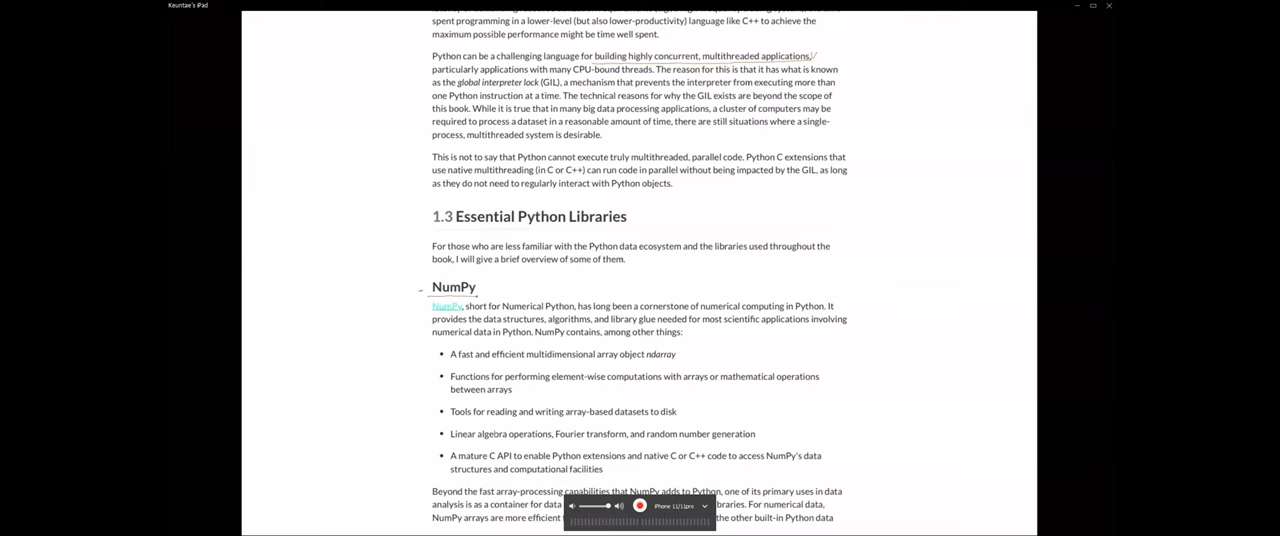 Keuntae's iPad
spent programming in a lower-level (but also lower-productivity) language like C++ to achieve the
maximum possible performance might be time well spent.
Python can be a challenging language for building highly concurrent, multithreaded applications,
particularly applications with many CPU-bound threads. The reason for this is that it has what is known
as the global interpreter lock (GIL), a mechanism that prevents the interpreter from executing more than
one Python instruction at a time. The technical reasons for why the GIL exists are beyond the scope of
this book. While it is true that in many big data processing applications, a cluster of computers may be
required to process a dataset in a reasonable amount of time, there are still situations where a single-
process, multithreaded system is desirable.
This is not to say that Python cannot execute truly multithreaded, parallel code. Python C extensions that
use native multithreading (in C or C++) can run code in parallel without being impacted by the GIL, as long
as they do not need to regularly interact with Python objects.
1.3 Essential Python Libraries
For those who are less familiar with the Python data ecosystem and the libraries used throughout the
book, I will give a brief overview of some of them.
NumPy
NumPy, short for Numerical Python, has long been a cornerstone of numerical computing in Python. It
provides the data structures, algorithms, and library glue needed for most scientific applications involving
numerical data in Python. NumPy contains, among other things:
• A fast and efficient multidimensional array object ndarray
• Functions for performing element-wise computations with arrays or mathematical operations
between arrays
• Tools for reading and writing array-based datasets to disk
• Linear algebra operations, Fourier transform, and random number generation
• A mature C API to enable Python extensions and native C or C++ code to access NumPy's data
structures and computational facilities
Beyond the fast array-processing capabilities that NumPy adds to Python, one of its primary uses in data
analysis is as a container for data braries. For numerical data,
NumPy arrays are more efficient the other built-in Python data
iPhone 11/11pro